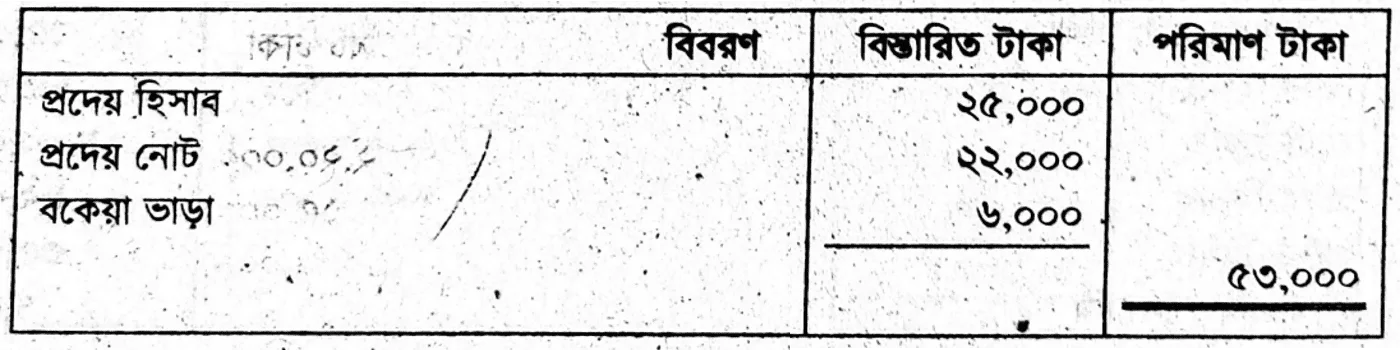 বিবরণ বিস্তারিত টাকা পরিমাণ টাকা
প্রদেয় হিসাব ২৫,০০০
প্রদেয় নোট ২২,০০০
বকেয়া ভাড়া ৬,০০০
৫৩,০০০